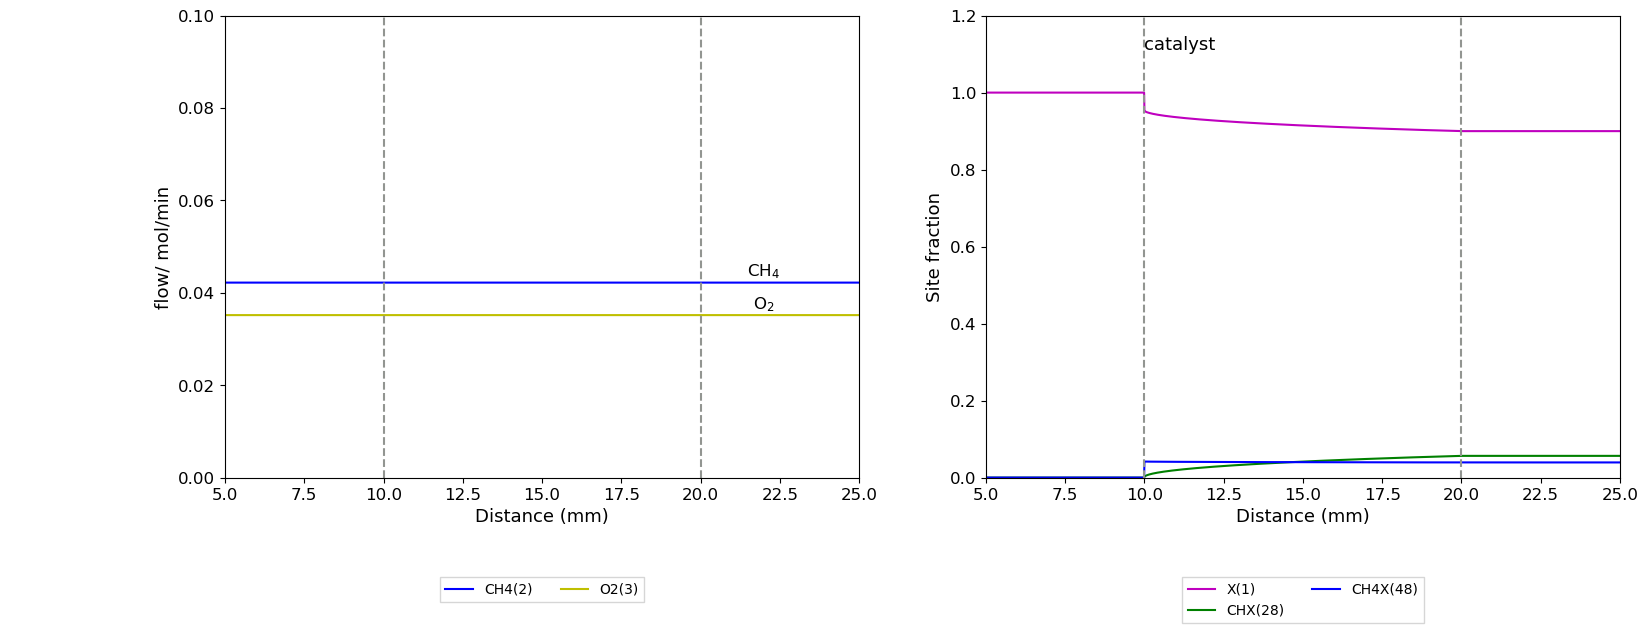 0.10
0.08
0.06
0.04
0.02
0.00
flow/ mol/min
CH₄
O₂
5.0 7.5 10.0 12.5 15.0 17.5 20.0 22.5 25.0
Distance (mm)
CH4(2) O2(3)
1.2
1.0
0.8
0.6
0.4
0.2
0.0
Site fraction
catalyst
5.0 7.5 10.0 12.5 15.0 17.5 20.0 22.5 25.0
Distance (mm)
X(1) CH4X(48)
CHX(28)